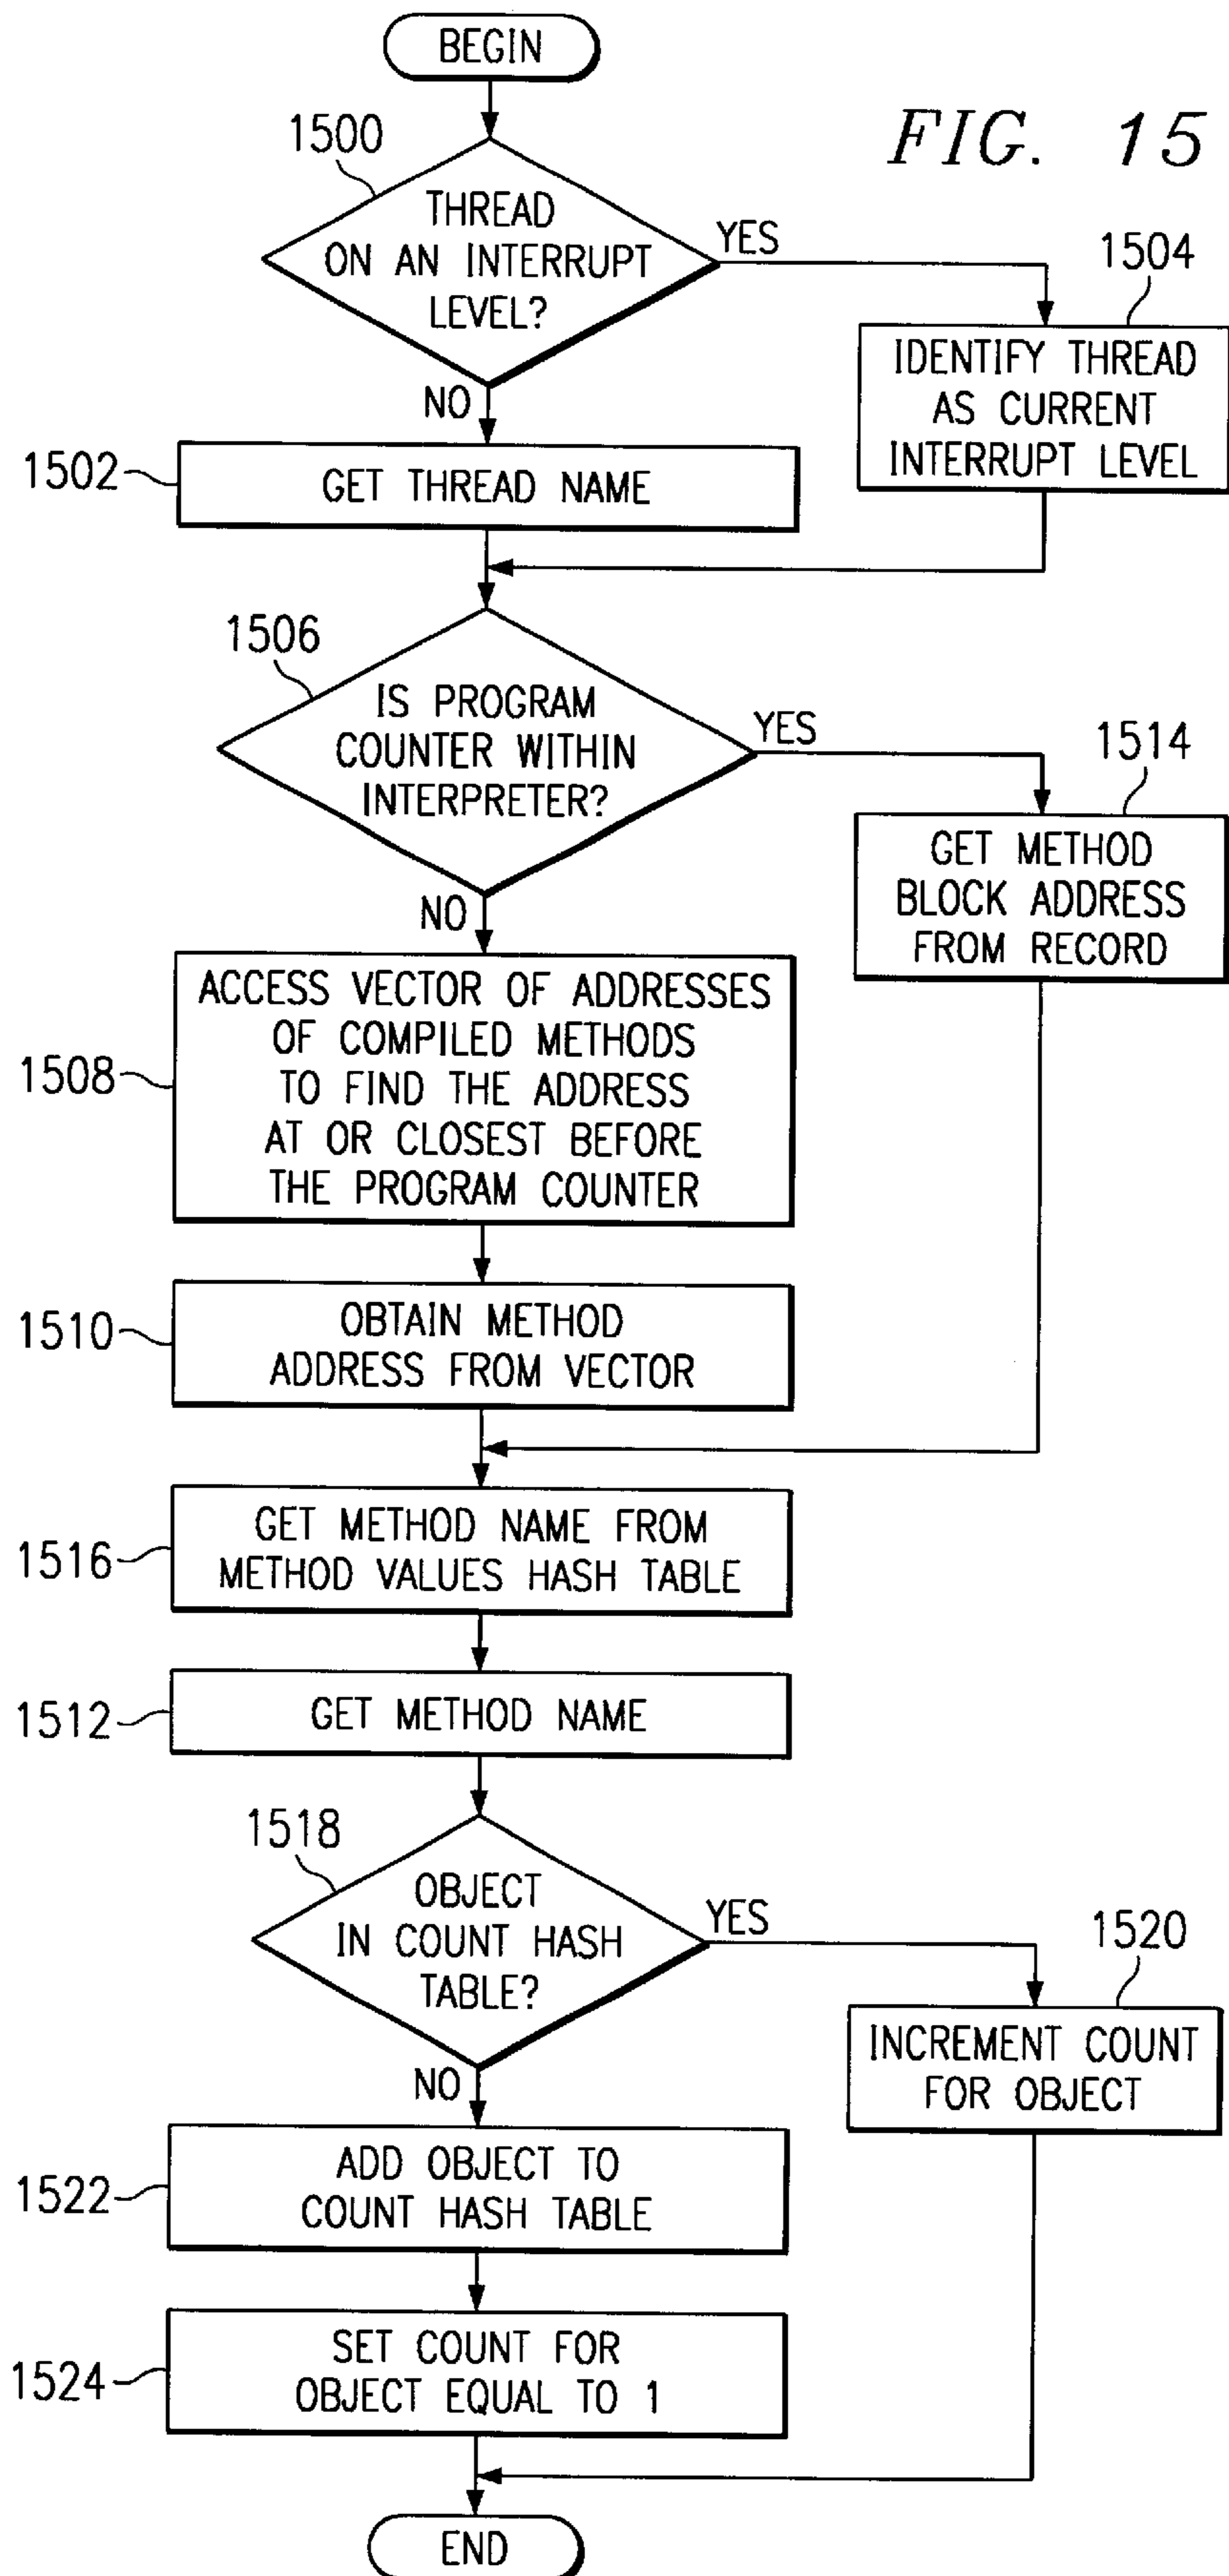 BEGIN
FIG. 15
1500
THREAD
ON AN INTERRUPT
LEVEL?
YES
1504
IDENTIFY THREAD
AS CURRENT
INTERRUPT LEVEL
NO
1502
GET THREAD NAME
1506
IS PROGRAM
COUNTER WITHIN
INTERPRETER?
YES
1514
GET METHOD
BLOCK ADDRESS
FROM RECORD
NO
1508
ACCESS VECTOR OF ADDRESSES
OF COMPILED METHODS
TO FIND THE ADDRESS
AT OR CLOSEST BEFORE
THE PROGRAM COUNTER
1510
OBTAIN METHOD
ADDRESS FROM VECTOR
1516
GET METHOD NAME FROM
METHOD VALUES HASH TABLE
1512
GET METHOD NAME
1518
OBJECT
IN COUNT HASH
TABLE?
YES
1520
INCREMENT COUNT
FOR OBJECT
NO
1522
ADD OBJECT TO
COUNT HASH TABLE
1524
SET COUNT FOR
OBJECT EQUAL TO 1
END